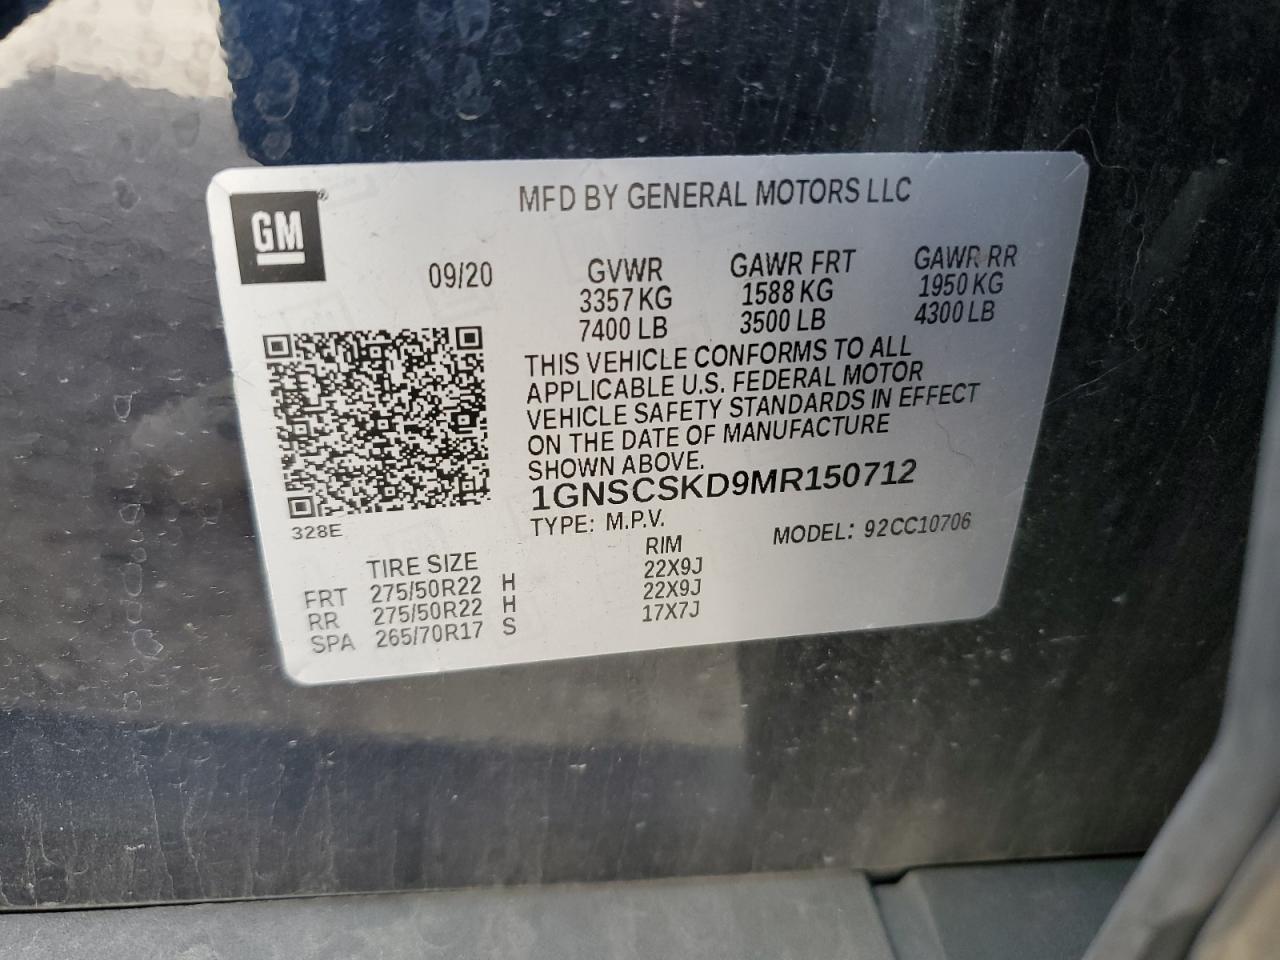 GM®
MFD BY GENERAL MOTORS LLC
09/20
GVWR
3357 KG
7400 LB
GAWR FRT
1588 KG
3500 LB
GAWR RR
1950 KG
4300 LB
THIS VEHICLE CONFORMS TO ALL
APPLICABLE U.S. FEDERAL MOTOR
VEHICLE SAFETY STANDARDS IN EFFECT
ON THE DATE OF MANUFACTURE
SHOWN ABOVE.
1GNSCSKD9MR150712
TYPE: M.P.V.
MODEL: 92CC10706
328E
TIRE SIZE RIM
FRT 275/50R22 H 22X9J
RR 275/50R22 H 22X9J
SPA 265/70R17 S 17X7J